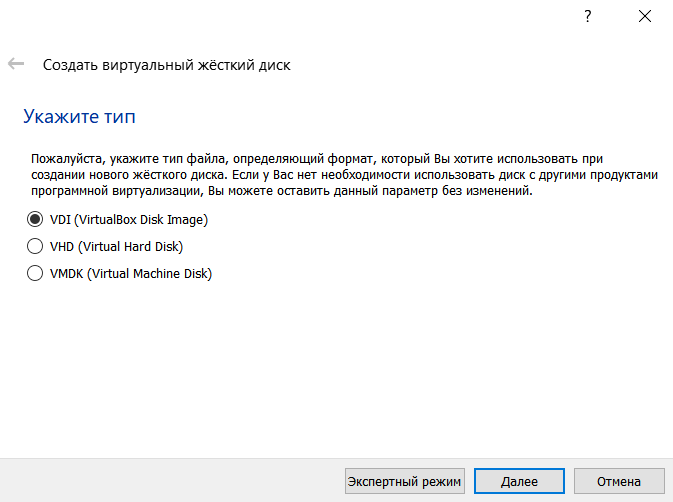 ?
Создать виртуальный жёсткий диск
Укажите тип
Пожалуйста, укажите тип файла, определяющий формат, который Вы хотите использовать при
создании нового жёсткого диска. Если у Вас нет необходимости использовать диск с другими продуктами
программной виртуализации, Вы можете оставить данный параметр без изменений.
VDI (VirtualBox Disk Image)
VHD (Virtual Hard Disk)
VMDK (Virtual Machine Disk)
Экспертный режим Далее Отмена